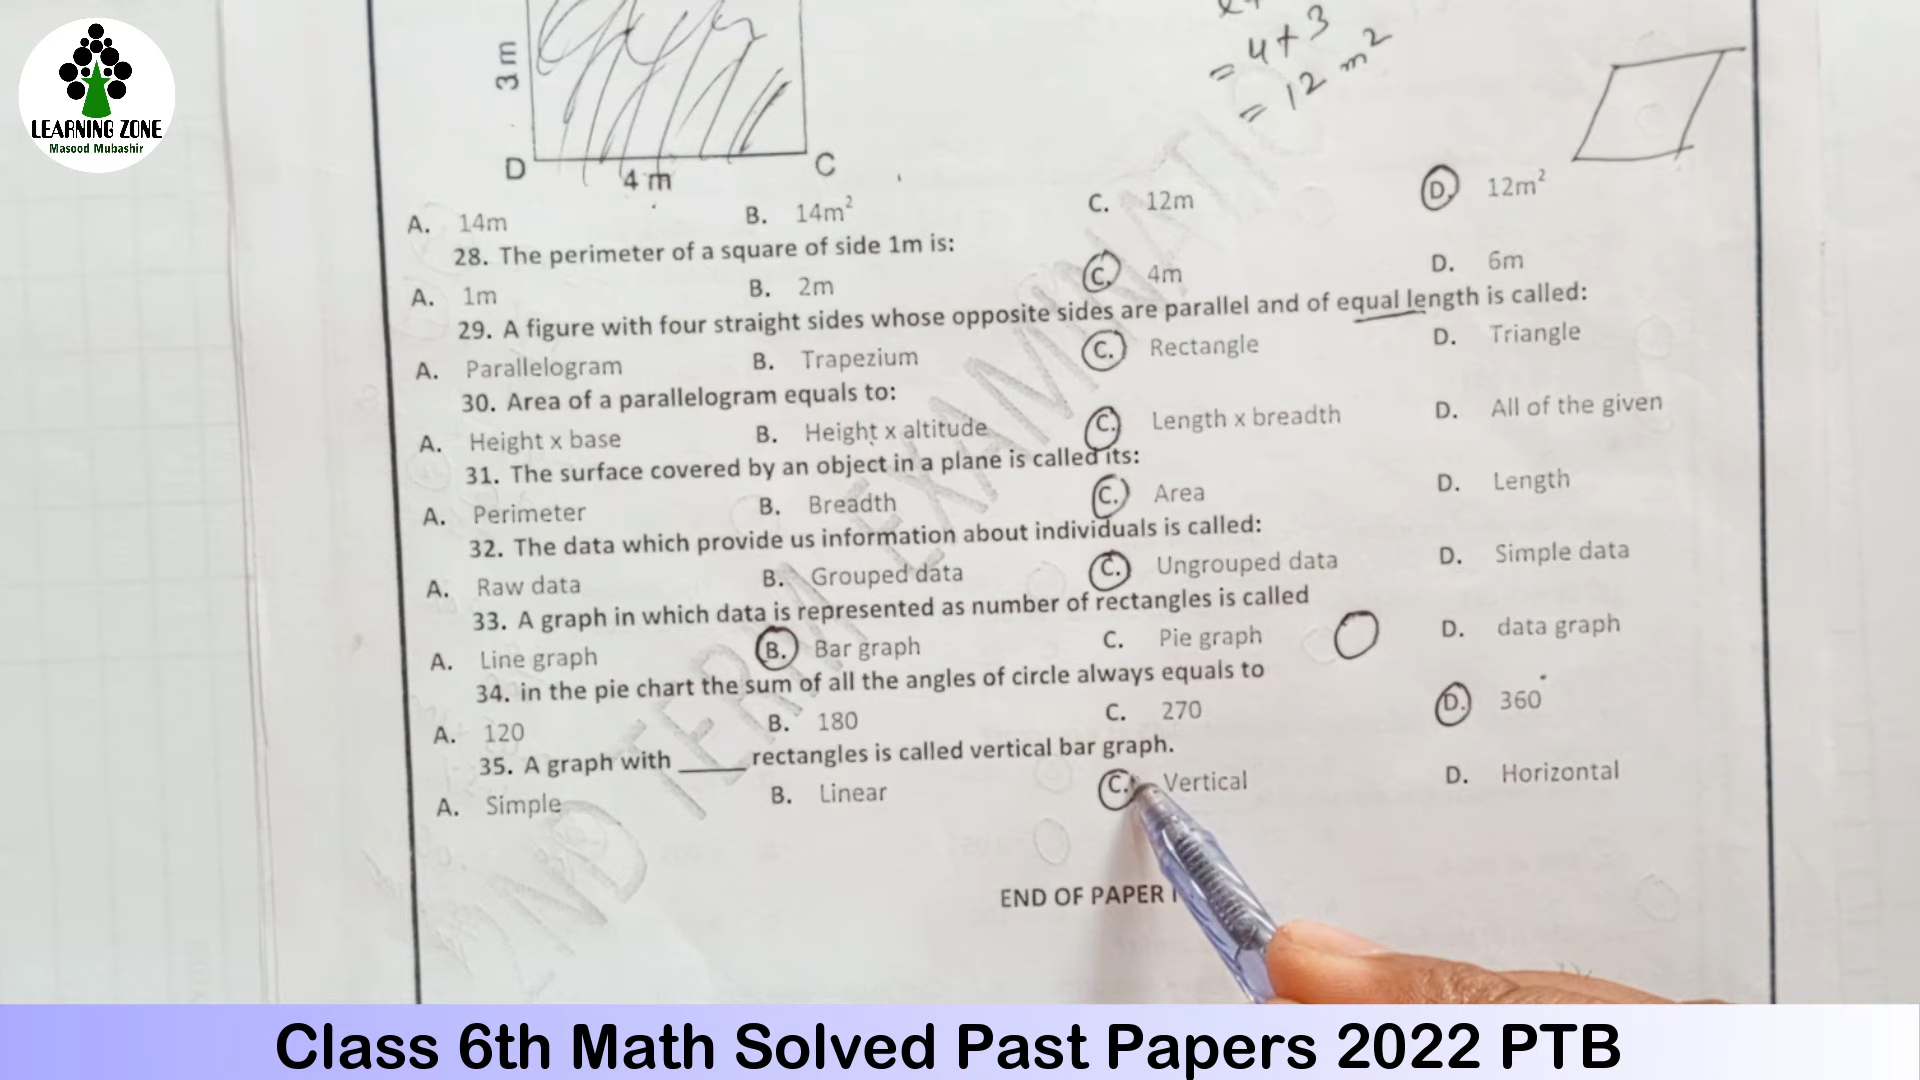 LEARNING ZONE
Masood Mubashir
3 m
= 4 + 3
= 12 m²
D
4 m
C
A. 14m B. 14m² C. 12m D. 12m²
28. The perimeter of a square of side 1m is:
A. 1m B. 2m C. 4m D. 6m
29. A figure with four straight sides whose opposite sides are parallel and of equal length is called:
A. Parallelogram B. Trapezium C. Rectangle D. Triangle
30. Area of a parallelogram equals to:
A. Height x base B. Height x altitude C. Length x breadth D. All of the given
31. The surface covered by an object in a plane is called its:
A. Perimeter B. Breadth C. Area D. Length
32. The data which provide us information about individuals is called:
A. Raw data B. Grouped data C. Ungrouped data D. Simple data
33. A graph in which data is represented as number of rectangles is called
A. Line graph B. Bar graph C. Pie graph D. data graph
34. in the pie chart the sum of all the angles of circle always equals to
A. 120 B. 180 C. 270 D. 360°
35. A graph with _____ rectangles is called vertical bar graph.
A. Simple B. Linear C. Vertical D. Horizontal
END OF PAPER
2ND TERM EXAMINATIO
Class 6th Math Solved Past Papers 2022 PTB